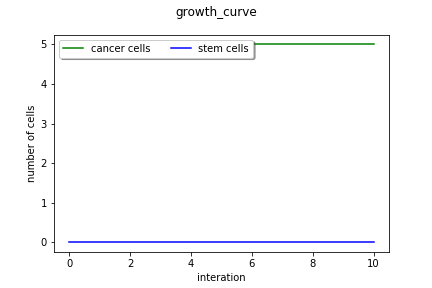 growth_curve
cancer cells stem cells
5
4
3
2
1
0
number of cells
0 2 4 6 8 10
interation